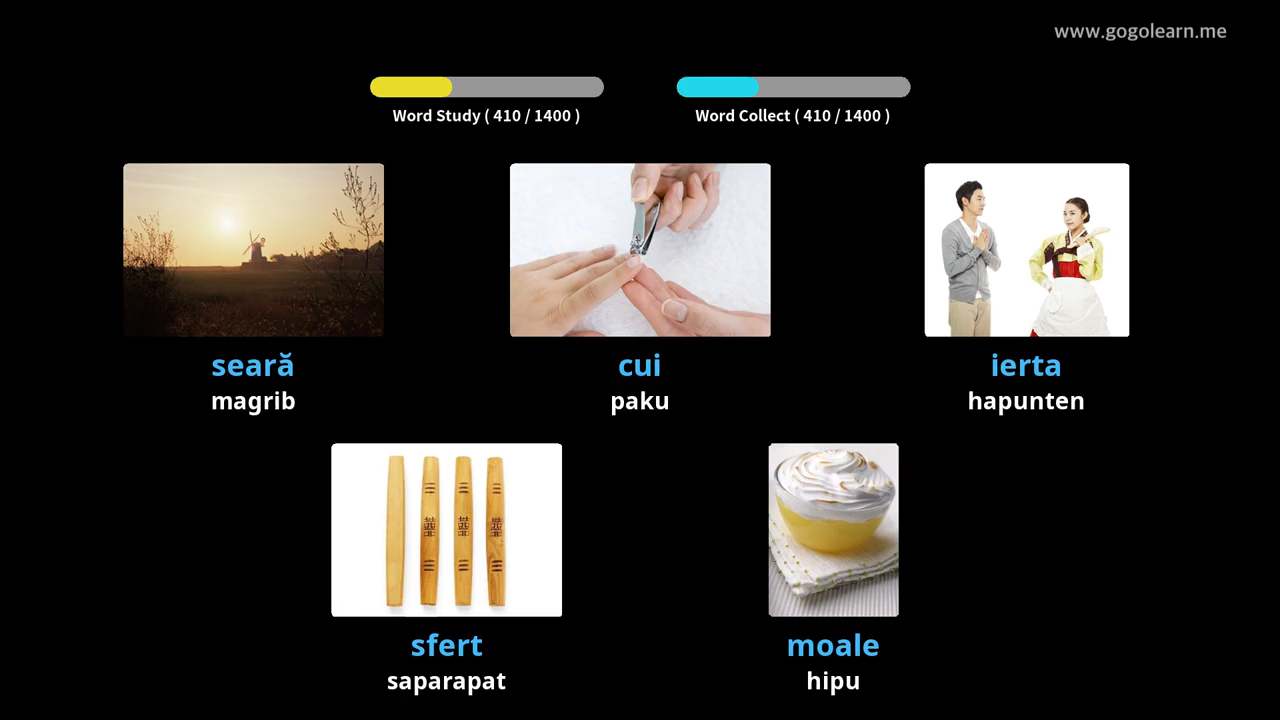 www.gogolearn.me
Word Study ( 410 / 1400 )
Word Collect ( 410 / 1400 )
seară
magrib
cui
paku
ierta
hapunten
sfert
saparapat
moale
hipu